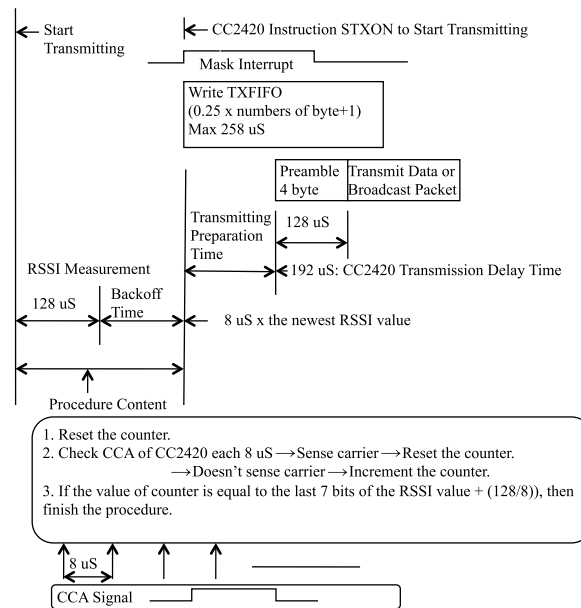 Start
Transmitting
CC2420 Instruction STXON to Start Transmitting
Mask Interrupt
Write TXFIFO
(0.25 x numbers of byte+1)
Max 258 uS
Preamble
4 byte
Transmit Data or
Broadcast Packet
Transmitting
Preparation
Time
128 uS
192 uS: CC2420 Transmission Delay Time
RSSI Measurement
128 uS
Backoff
Time
8 uS x the newest RSSI value
Procedure Content
1. Reset the counter.
2. Check CCA of CC2420 each 8 uS → Sense carrier → Reset the counter.
→ Doesn't sense carrier → Increment the counter.
3. If the value of counter is equal to the last 7 bits of the RSSI value + (128/8)), then
finish the procedure.
8 uS
CCA Signal